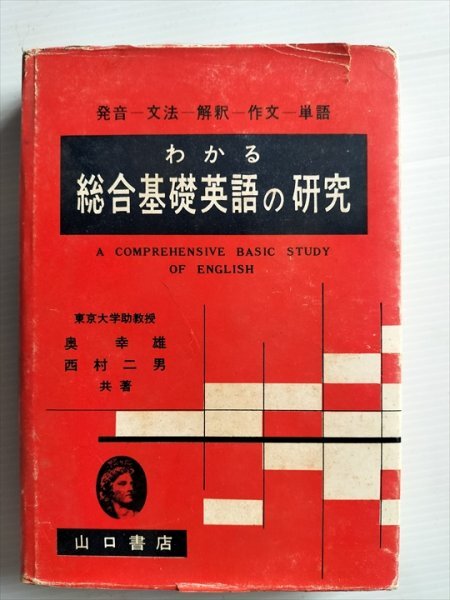 発音―文法―解釈―作文―単語
わかる
総合基礎英語の研究
A COMPREHENSIVE BASIC STUDY
OF ENGLISH
東京大学助教授
奥幸雄
西村二男
共著
山口書店